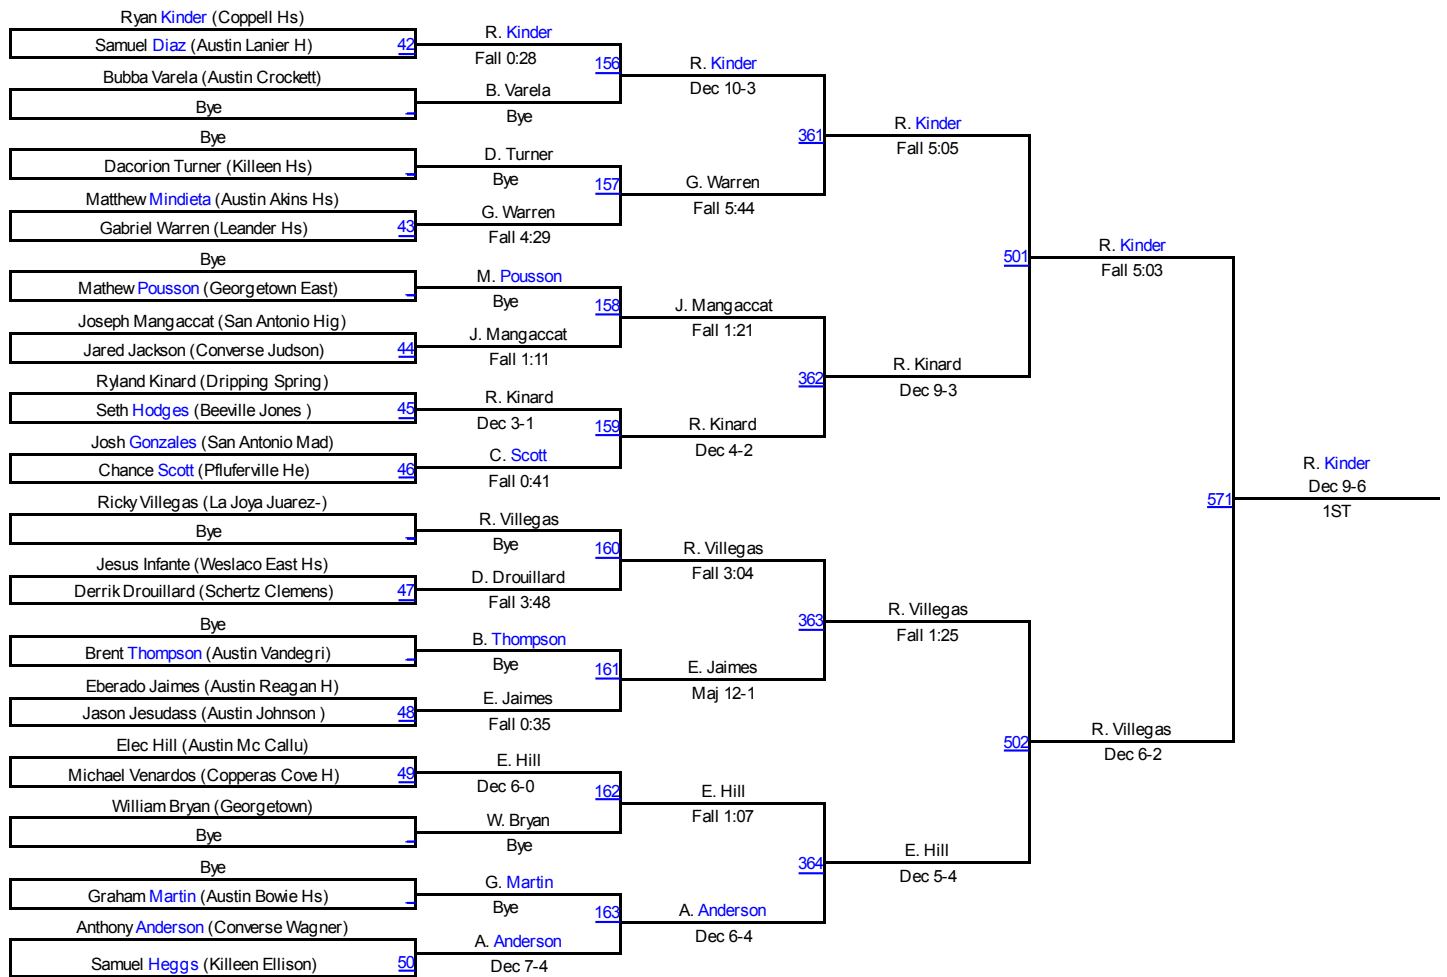 Ryan Kinder (Coppell Hs)
Samuel Diaz (Austin Lanier H) 42
Bubba Varela (Austin Crockett)
Bye
Bye
Dacorion Turner (Killeen Hs)
Matthew Mindieta (Austin Akins Hs)
Gabriel Warren (Leander Hs) 43
Bye
Mathew Pousson (Georgetown East)
Joseph Mangaccat (San Antonio Hig)
Jared Jackson (Converse Judson) 44
Ryland Kinard (Dripping Spring)
Seth Hodges (Beeville Jones ) 45
Josh Gonzales (San Antonio Mad)
Chance Scott (Pfluferville He) 46
Ricky Villegas (La Joya Juarez-)
Bye
Jesus Infante (Weslaco East Hs)
Derrik Drouillard (Schertz Clemens) 47
Bye
Brent Thompson (Austin Vandegri)
Eberado Jaimes (Austin Reagan H)
Jason Jesudass (Austin Johnson ) 48
Elec Hill (Austin Mc Callu)
Michael Venardos (Copperas Cove H) 49
William Bryan (Georgetown)
Bye
Bye
Graham Martin (Austin Bowie Hs)
Anthony Anderson (Converse Wagner)
Samuel Heggs (Killeen Ellison) 50
R. Kinder
Fall 0:28
156
B. Varela
Bye
D. Turner
Bye
157
G. Warren
Fall 4:29
M. Pousson
Bye
158
J. Mangaccat
Fall 1:11
R. Kinard
Dec 3-1
159
C. Scott
Fall 0:41
R. Villegas
Bye
160
D. Drouillard
Fall 3:48
B. Thompson
Bye
161
E. Jaimes
Fall 0:35
E. Hill
Dec 6-0
162
W. Bryan
Bye
G. Martin
Bye
163
A. Anderson
Dec 7-4
R. Kinder
Dec 10-3
361
G. Warren
Fall 5:44
J. Mangaccat
Fall 1:21
362
R. Kinard
Dec 4-2
R. Villegas
Fall 3:04
363
E. Jaimes
Maj 12-1
E. Hill
Fall 1:07
364
A. Anderson
Dec 6-4
R. Kinder
Fall 5:05
501
R. Kinard
Dec 9-3
R. Villegas
Fall 1:25
502
E. Hill
Dec 5-4
R. Kinder
Fall 5:03
571
R. Villegas
Dec 6-2
R. Kinder
Dec 9-6
1ST